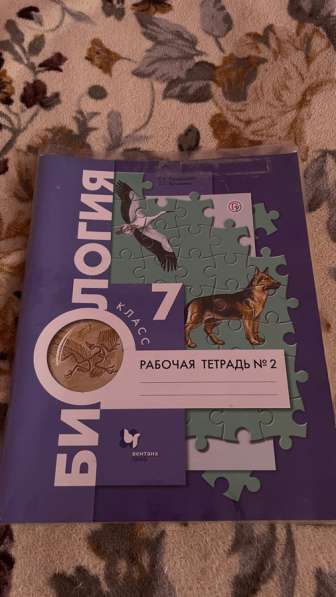 БИОЛОГИЯ
7
КЛАСС
РАБОЧАЯ ТЕТРАДЬ № 2
вентана
граф